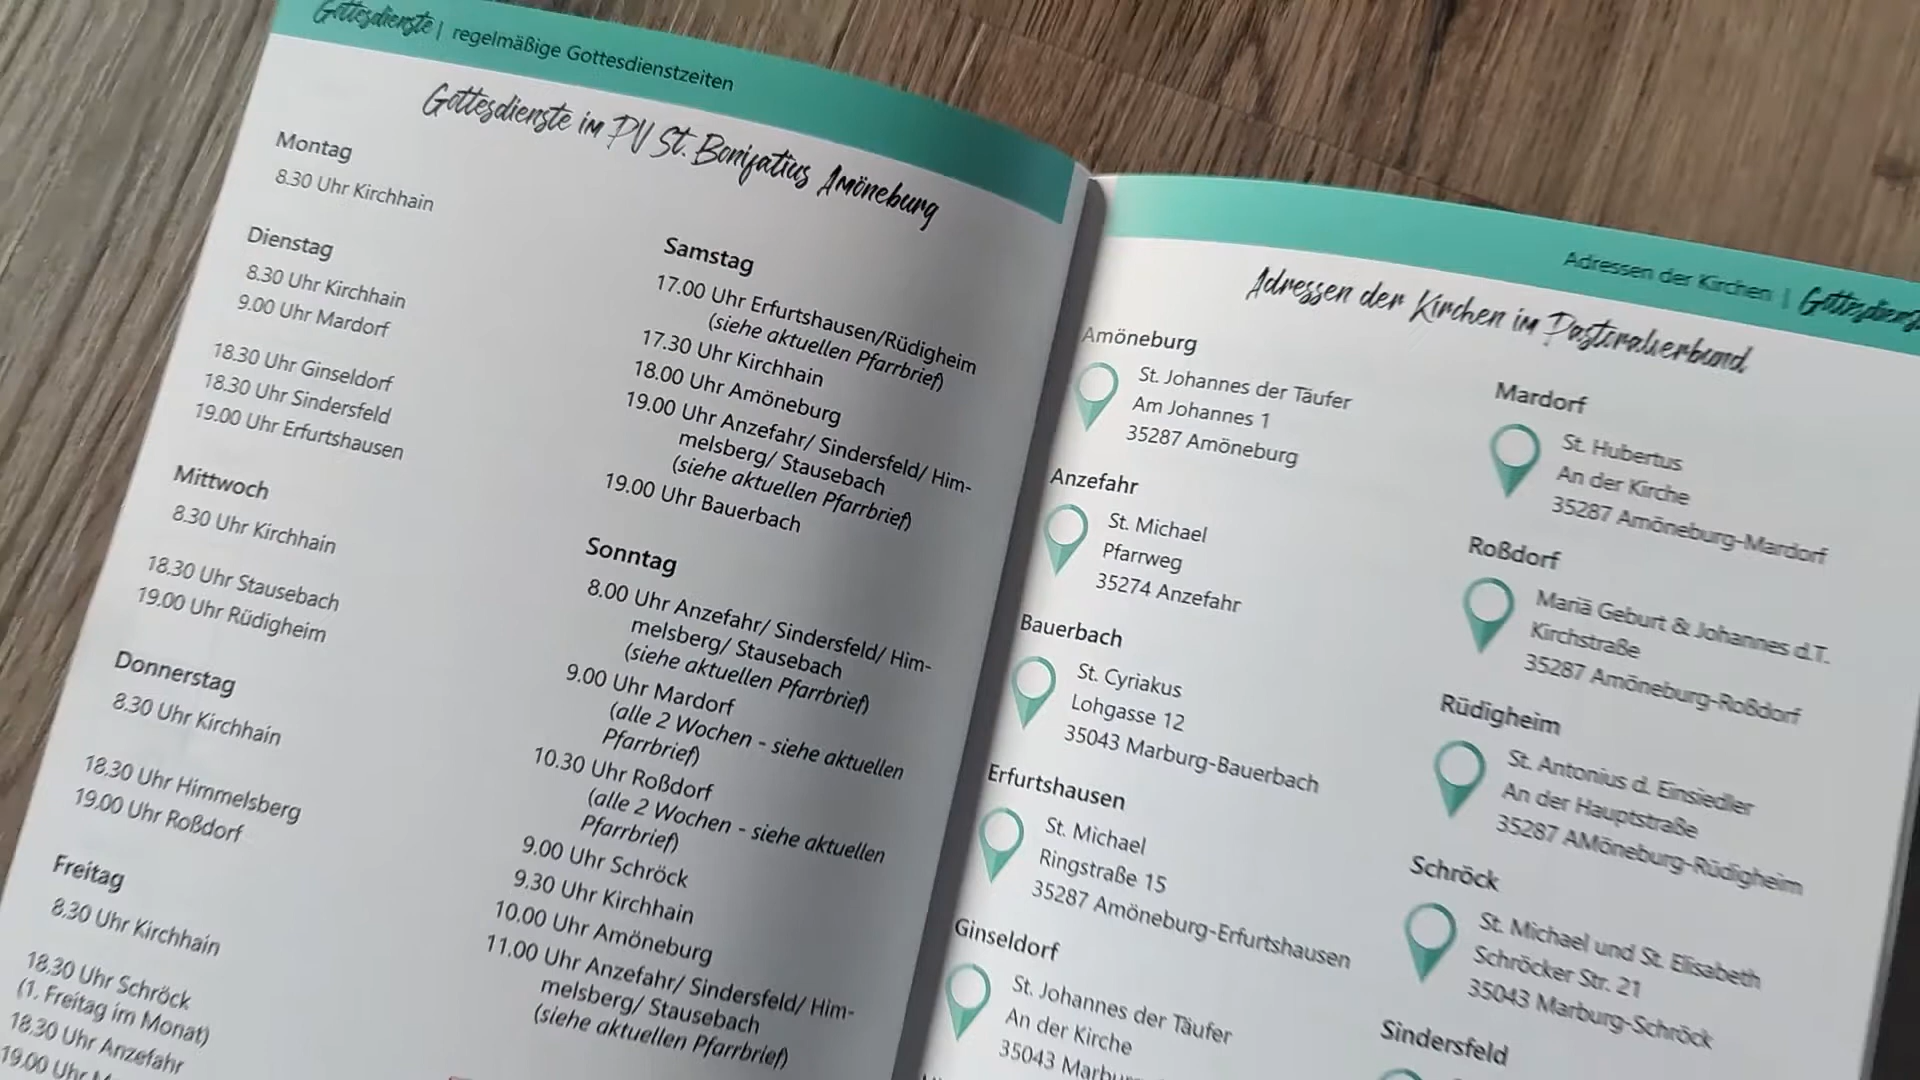 Gottesdienste | regelmäßige Gottesdienstzeiten
Gottesdienste im PV St. Bonifatius Amöneburg
Montag
8.30 Uhr Kirchhain
Dienstag
8.30 Uhr Kirchhain
9.00 Uhr Mardorf
18.30 Uhr Ginseldorf
18.30 Uhr Sindersfeld
19.00 Uhr Erfurtshausen
Mittwoch
8.30 Uhr Kirchhain
18.30 Uhr Stausebach
19.00 Uhr Rüdigheim
Donnerstag
8.30 Uhr Kirchhain
18.30 Uhr Himmelsberg
19.00 Uhr Roßdorf
Freitag
8.30 Uhr Kirchhain
18.30 Uhr Schröck
(1. Freitag im Monat)
18.30 Uhr Anzefahr
19.00 Uhr
Samstag
17.00 Uhr Erfurtshausen/Rüdigheim
(siehe aktuellen Pfarrbrief)
17.30 Uhr Kirchhain
18.00 Uhr Amöneburg
19.00 Uhr Anzefahr/ Sindersfeld/ Him-
melsberg/ Stausebach
(siehe aktuellen Pfarrbrief)
19.00 Uhr Bauerbach
Sonntag
8.00 Uhr Anzefahr/ Sindersfeld/ Him-
melsberg/ Stausebach
(siehe aktuellen Pfarrbrief)
9.00 Uhr Mardorf
(alle 2 Wochen - siehe aktuellen
Pfarrbrief)
10.30 Uhr Roßdorf
(alle 2 Wochen - siehe aktuellen
Pfarrbrief)
9.00 Uhr Schröck
9.30 Uhr Kirchhain
10.00 Uhr Amöneburg
11.00 Uhr Anzefahr/ Sindersfeld/ Him-
melsberg/ Stausebach
(siehe aktuellen Pfarrbrief)
Adressen der Kirchen | Gottesdienst
Adressen der Kirchen im Pastoralverbund
Amöneburg
St. Johannes der Täufer
Am Johannes 1
35287 Amöneburg
Anzefahr
St. Michael
Pfarrweg
35274 Anzefahr
Bauerbach
St. Cyriakus
Lohgasse 12
35043 Marburg-Bauerbach
Erfurtshausen
St. Michael
Ringstraße 15
35287 Amöneburg-Erfurtshausen
Ginseldorf
St. Johannes der Täufer
An der Kirche
35043 Marbur
Mardorf
St. Hubertus
An der Kirche
35287 Amöneburg-Mardorf
Roßdorf
Mariä Geburt & Johannes d.T.
Kirchstraße
35287 Amöneburg-Roßdorf
Rüdigheim
St. Antonius d. Einsiedler
An der Hauptstraße
35287 AMöneburg-Rüdigheim
Schröck
St. Michael und St. Elisabeth
Schröcker Str. 21
35043 Marburg-Schröck
Sindersfeld